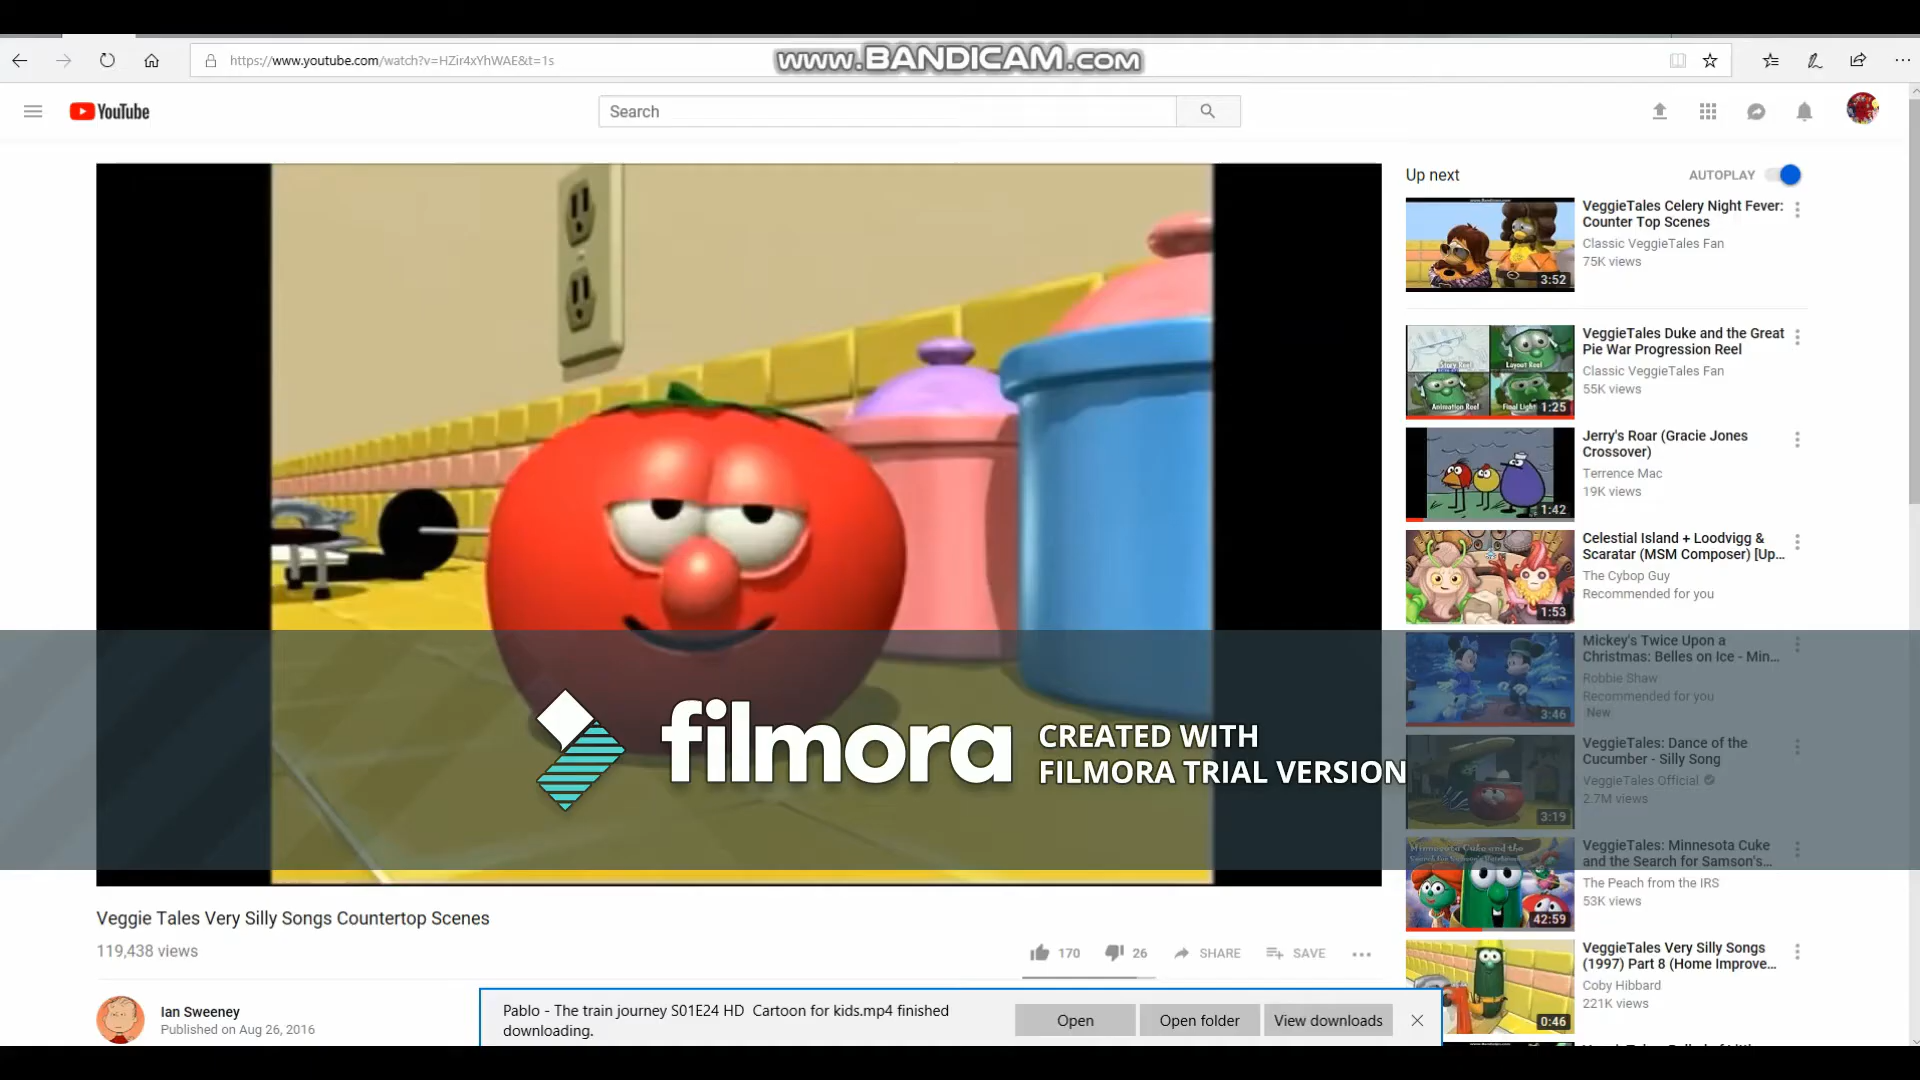 https://www.youtube.com/watch?v=HZir4xYhWAE&t=1s
www.BANDICAM.com
YouTube
Search
Up next
AUTOPLAY
VeggieTales Celery Night Fever:
Counter Top Scenes
Classic VeggieTales Fan
75K views
3:52
VeggieTales Duke and the Great
Pie War Progression Reel
Classic VeggieTales Fan
55K views
Layout Reel
Animation Reel
1:25
Jerry's Roar (Gracie Jones
Crossover)
Terrence Mac
19K views
1:42
Celestial Island + Loodvigg &
Scaratar (MSM Composer) [Up...
The Cybop Guy
Recommended for you
1:53
Mickey's Twice Upon a
Christmas: Belles on Ice - Min...
Robbie Shaw
Recommended for you
New
3:46
VeggieTales: Dance of the
Cucumber - Silly Song
VeggieTales Official
2.7M views
3:19
VeggieTales: Minnesota Cuke
and the Search for Samson's...
The Peach from the IRS
53K views
42:59
VeggieTales Very Silly Songs
(1997) Part 8 (Home Improve...
Coby Hibbard
221K views
0:46
filmora
CREATED WITH
FILMORA TRIAL VERSION
Veggie Tales Very Silly Songs Countertop Scenes
119,438 views
170
26
SHARE
SAVE
Ian Sweeney
Published on Aug 26, 2016
Pablo - The train journey S01E24 HD Cartoon for kids.mp4 finished
downloading.
Open
Open folder
View downloads